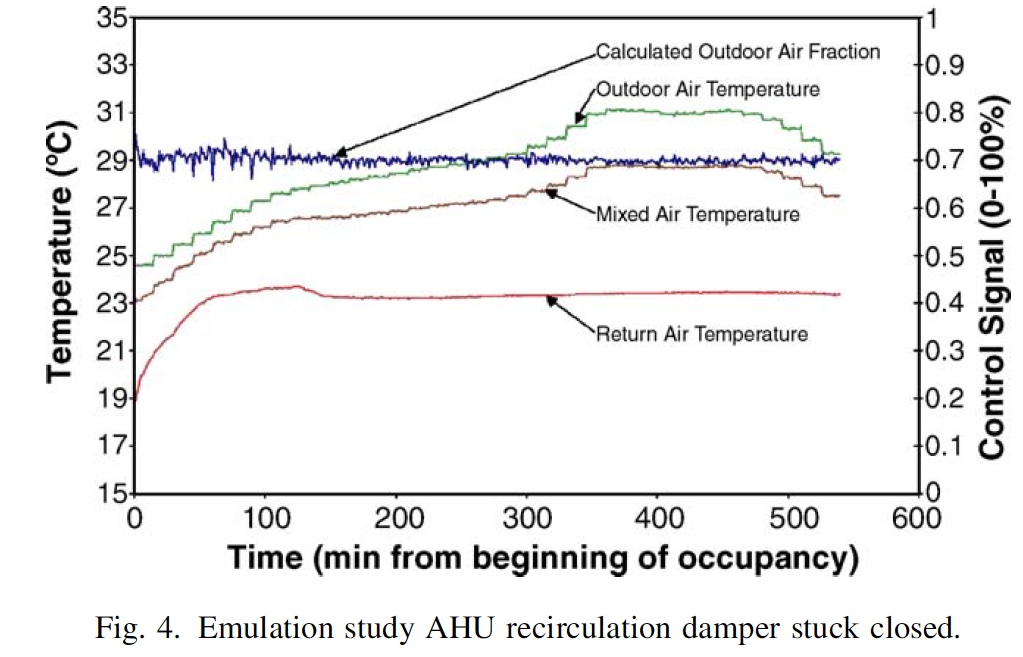 35
33
31
29
27
25
23
21
19
17
15
Temperature (°C)
1
0.9
0.8
0.7
0.6
0.5
0.4
0.3
0.2
0.1
0
Control Signal (0-100%)
Calculated Outdoor Air Fraction
Outdoor Air Temperature
Mixed Air Temperature
Return Air Temperature
0 100 200 300 400 500 600
Time (min from beginning of occupancy)
Fig. 4. Emulation study AHU recirculation damper stuck closed.